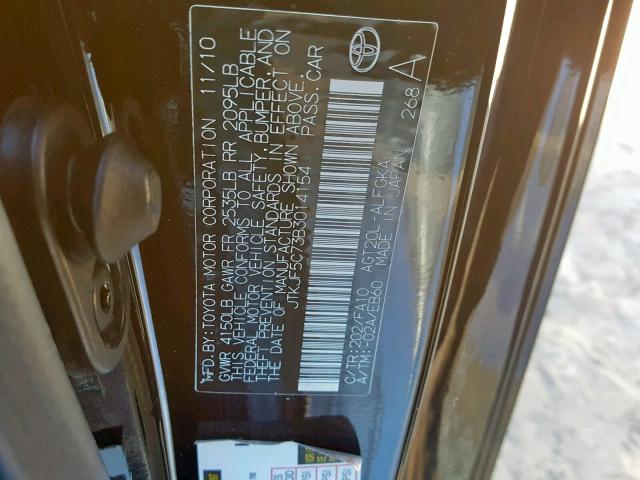 MFD.BY:TOYOTA MOTOR CORPORATION 11/10
GVWR 4150LB GAWR FR 2535LB RR 2095LB
THIS VEHICLE CONFORMS TO ALL APPLICABLE
FEDERAL MOTOR VEHICLE SAFETY, BUMPER, AND
THEFT PREVENTION STANDARDS IN EFFECT ON
THE DATE OF MANUFACTURE SHOWN ABOVE.
JTKJF5C73B3014154 PASS.CAR
C/TR:202/FA10 AGT20L-ALFGKA
A/TM:-02A/EB60 MADE IN JAPAN 268 A